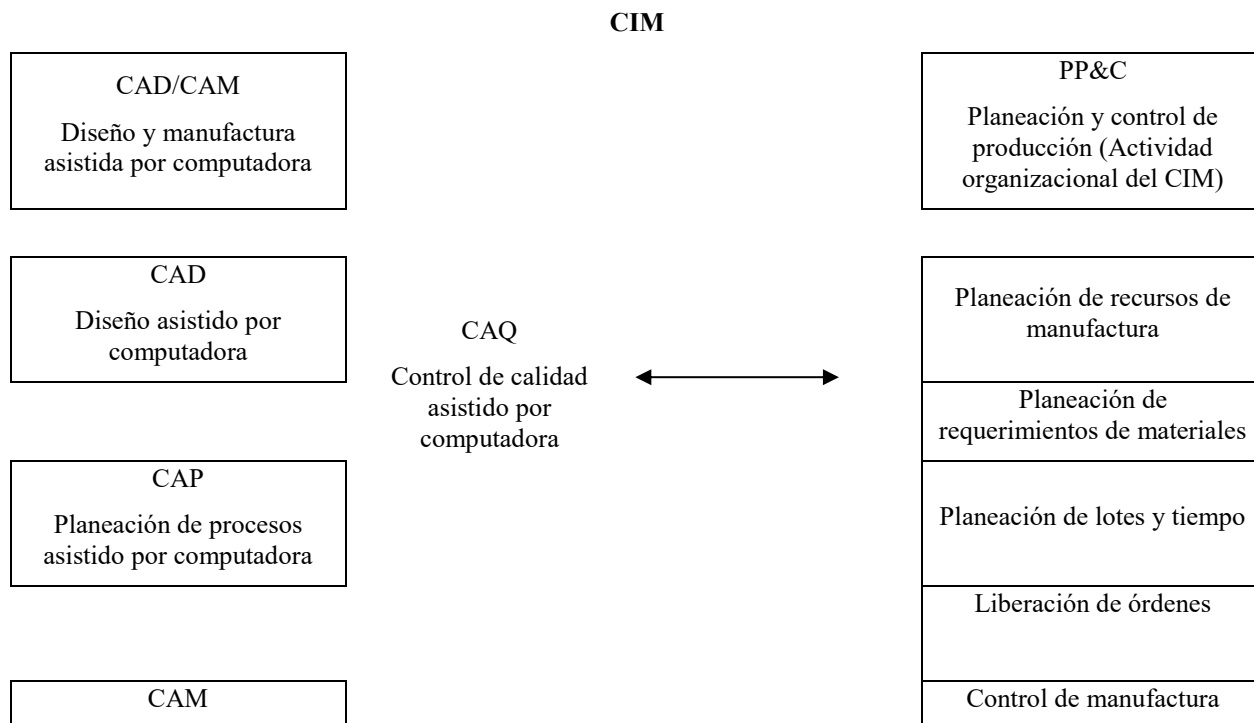 CIM
CAD/CAM
Diseño y manufactura
asistida por computadora
PP&C
Planeación y control de
producción (Actividad
organizacional del CIM)
CAD
Diseño asistido por
computadora
CAQ
Control de calidad
asistido por
computadora
Planeación de recursos de
manufactura
Planeación de
requerimientos de materiales
CAP
Planeación de procesos
asistido por computadora
Planeación de lotes y tiempo
Liberación de órdenes
CAM
Control de manufactura